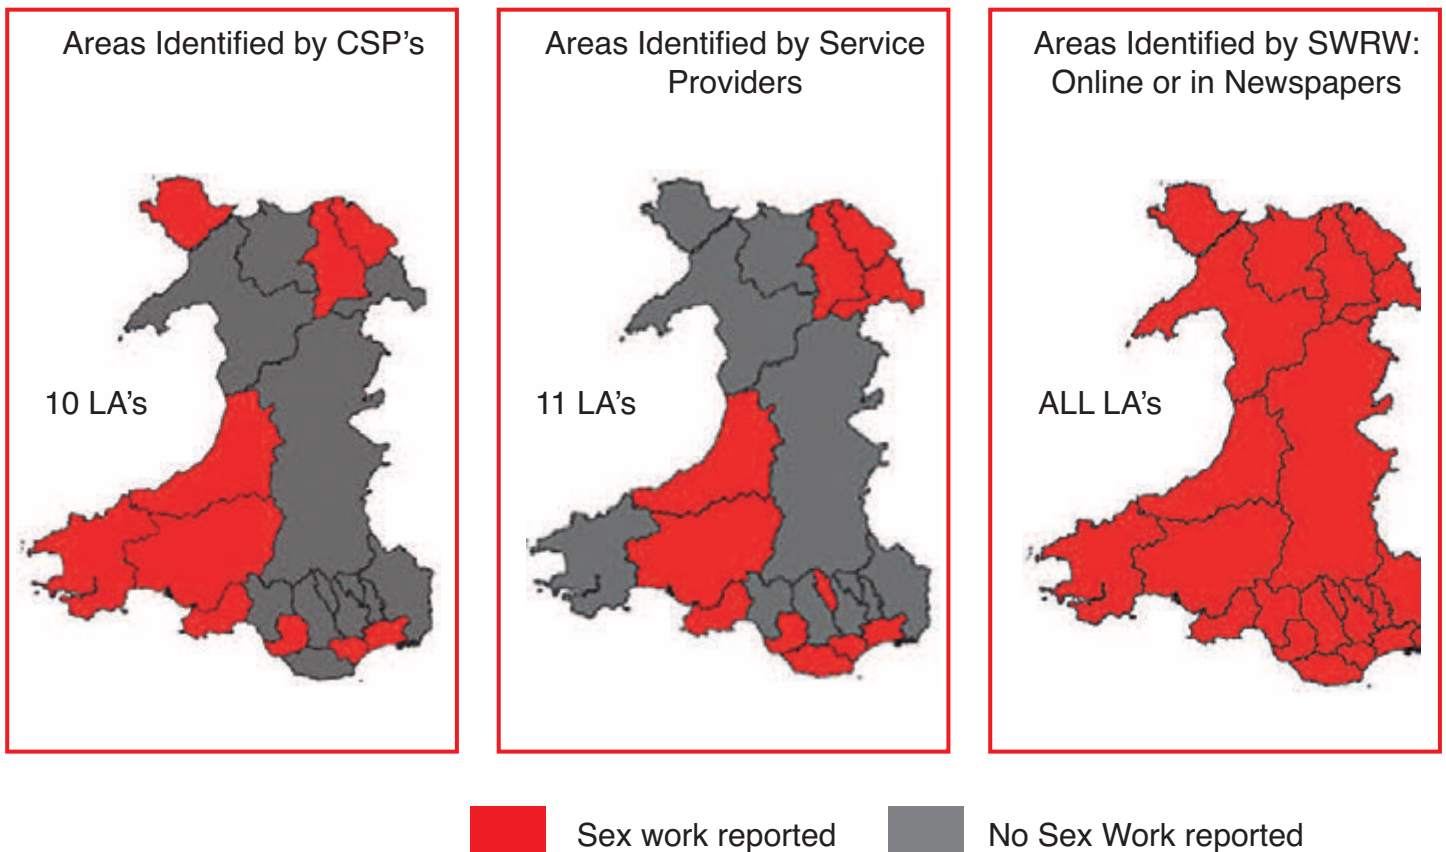 Areas Identified by CSP's
10 LA's
Areas Identified by Service
Providers
11 LA's
Areas Identified by SWRW:
Online or in Newspapers
ALL LA's
Sex work reported
No Sex Work reported